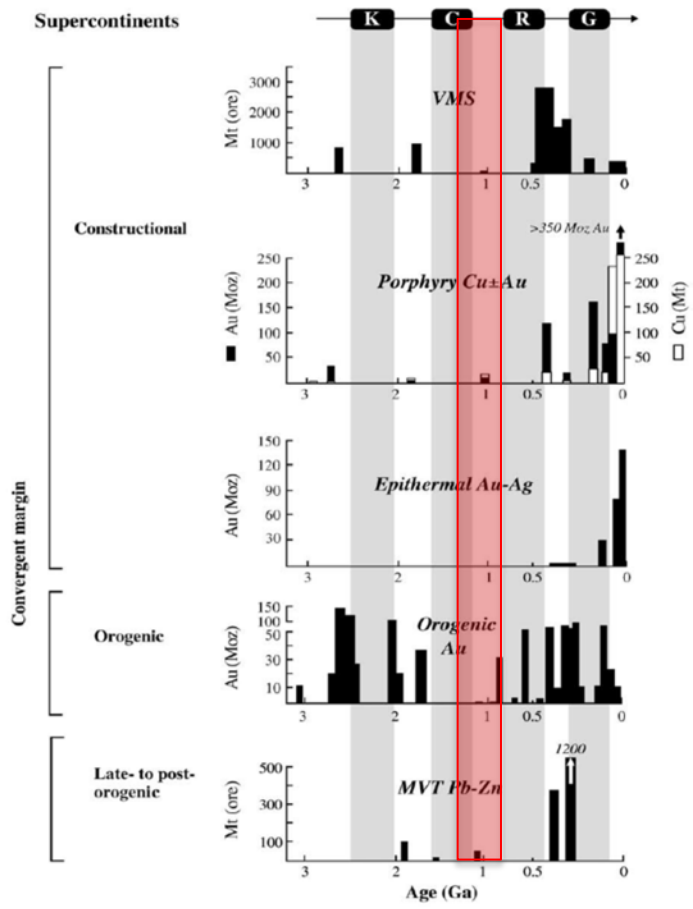 Supercontinents
K C R G
VMS
Mt (ore)
3000
2000
1000
3 2 1 0.5 0
Constructional
>350 Moz Au
Porphyry Cu±Au
Au (Moz)
250
200
150
100
50
250
200
150
100
50
Cu (Mt)
3 2 1 0.5 0
Epithermal Au-Ag
Au (Moz)
150
120
90
60
30
3 2 1 0.5 0
Convergent margin
Orogenic
Orogenic
Au
Au (Moz)
150
100
50
30
10
3 2 1 0.5 0
Late- to post-
orogenic
1200
MVT Pb-Zn
Mt (ore)
500
300
100
3 2 1 0.5 0
Age (Ga)